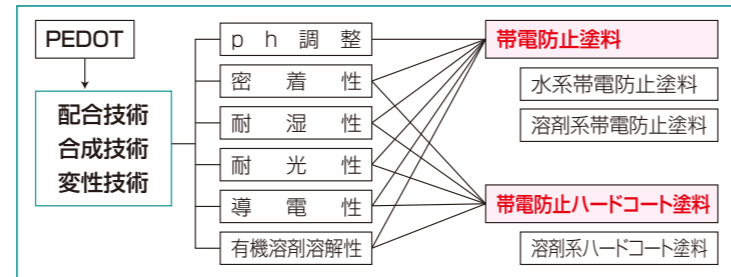 PEDOT
配合技術
合成技術
変性技術
ｐｈ調整
密着性
耐湿性
耐光性
導電性
有機溶剤溶解性
帯電防止塗料
水系帯電防止塗料
溶剤系帯電防止塗料
帯電防止ハードコート塗料
溶剤系ハードコート塗料